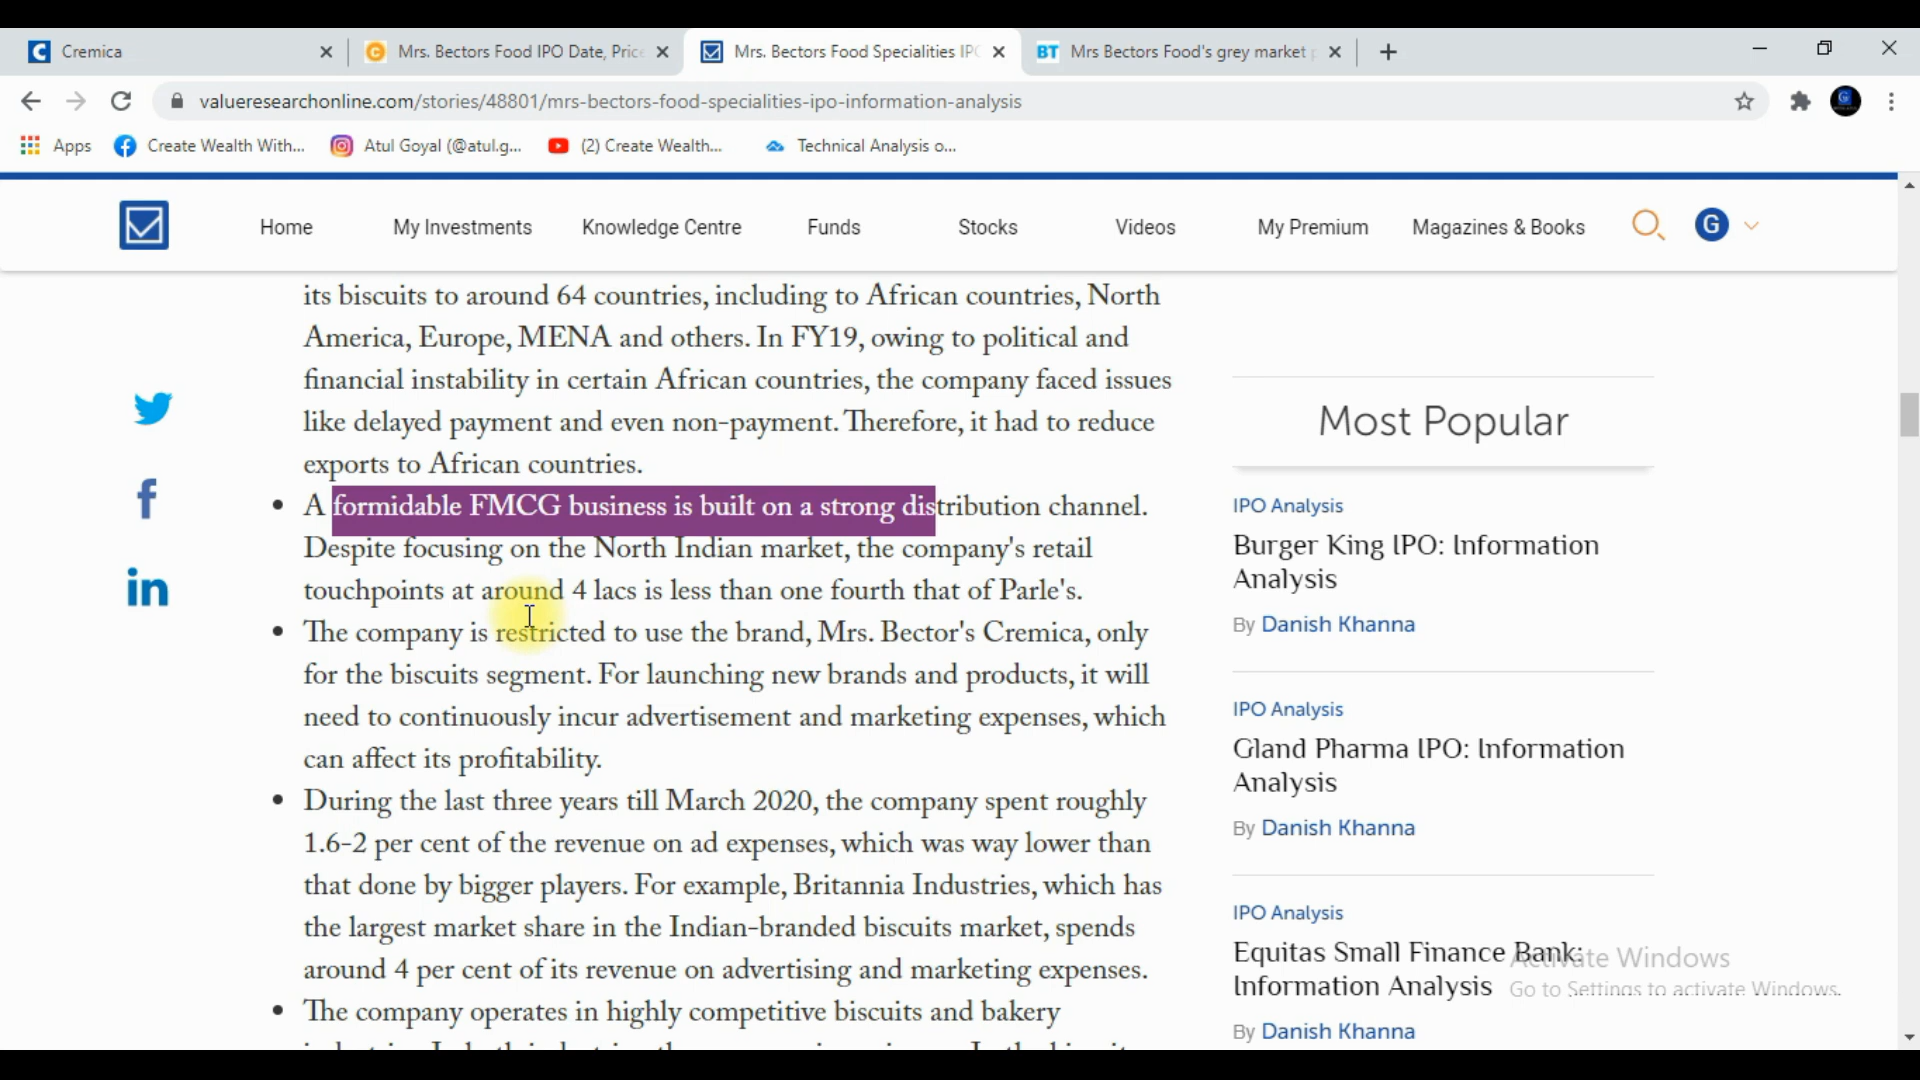 Cremica
Mrs. Bectors Food IPO Date, Price
Mrs. Bectors Food Specialities IPO
BT Mrs Bectors Food's grey market p
valueresearchonline.com/stories/48801/mrs-bectors-food-specialities-ipo-information-analysis
Apps
Create Wealth With...
Atul Goyal (@atul.g...
(2) Create Wealth...
Technical Analysis o...
Home
My Investments
Knowledge Centre
Funds
Stocks
Videos
My Premium
Magazines & Books
G
its biscuits to around 64 countries, including to African countries, North
America, Europe, MENA and others. In FY19, owing to political and
financial instability in certain African countries, the company faced issues
like delayed payment and even non-payment. Therefore, it had to reduce
exports to African countries.
• A formidable FMCG business is built on a strong distribution channel.
Despite focusing on the North Indian market, the company's retail
touchpoints at around 4 lacs is less than one fourth that of Parle's.
• The company is restricted to use the brand, Mrs. Bector's Cremica, only
for the biscuits segment. For launching new brands and products, it will
need to continuously incur advertisement and marketing expenses, which
can affect its profitability.
• During the last three years till March 2020, the company spent roughly
1.6-2 per cent of the revenue on ad expenses, which was way lower than
that done by bigger players. For example, Britannia Industries, which has
the largest market share in the Indian-branded biscuits market, spends
around 4 per cent of its revenue on advertising and marketing expenses.
• The company operates in highly competitive biscuits and bakery
Most Popular
IPO Analysis
Burger King IPO: Information
Analysis
By Danish Khanna
IPO Analysis
Gland Pharma IPO: Information
Analysis
By Danish Khanna
IPO Analysis
Equitas Small Finance Bank:
Information Analysis
By Danish Khanna
Activate Windows
Go to Settings to activate Windows.